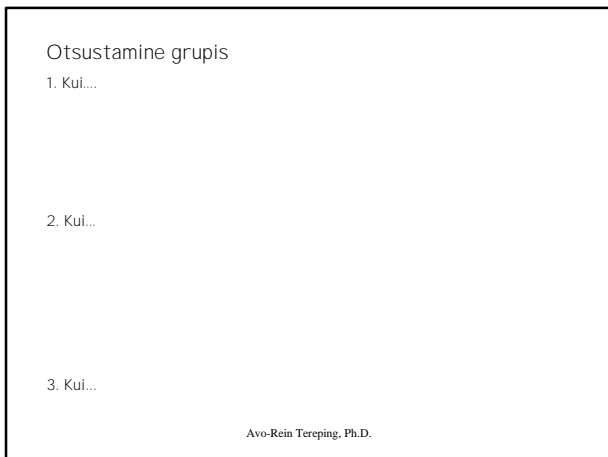 Otsustamine grupis
1. Kui....
2. Kui...
3. Kui...
Avo-Rein Tereping, Ph.D.